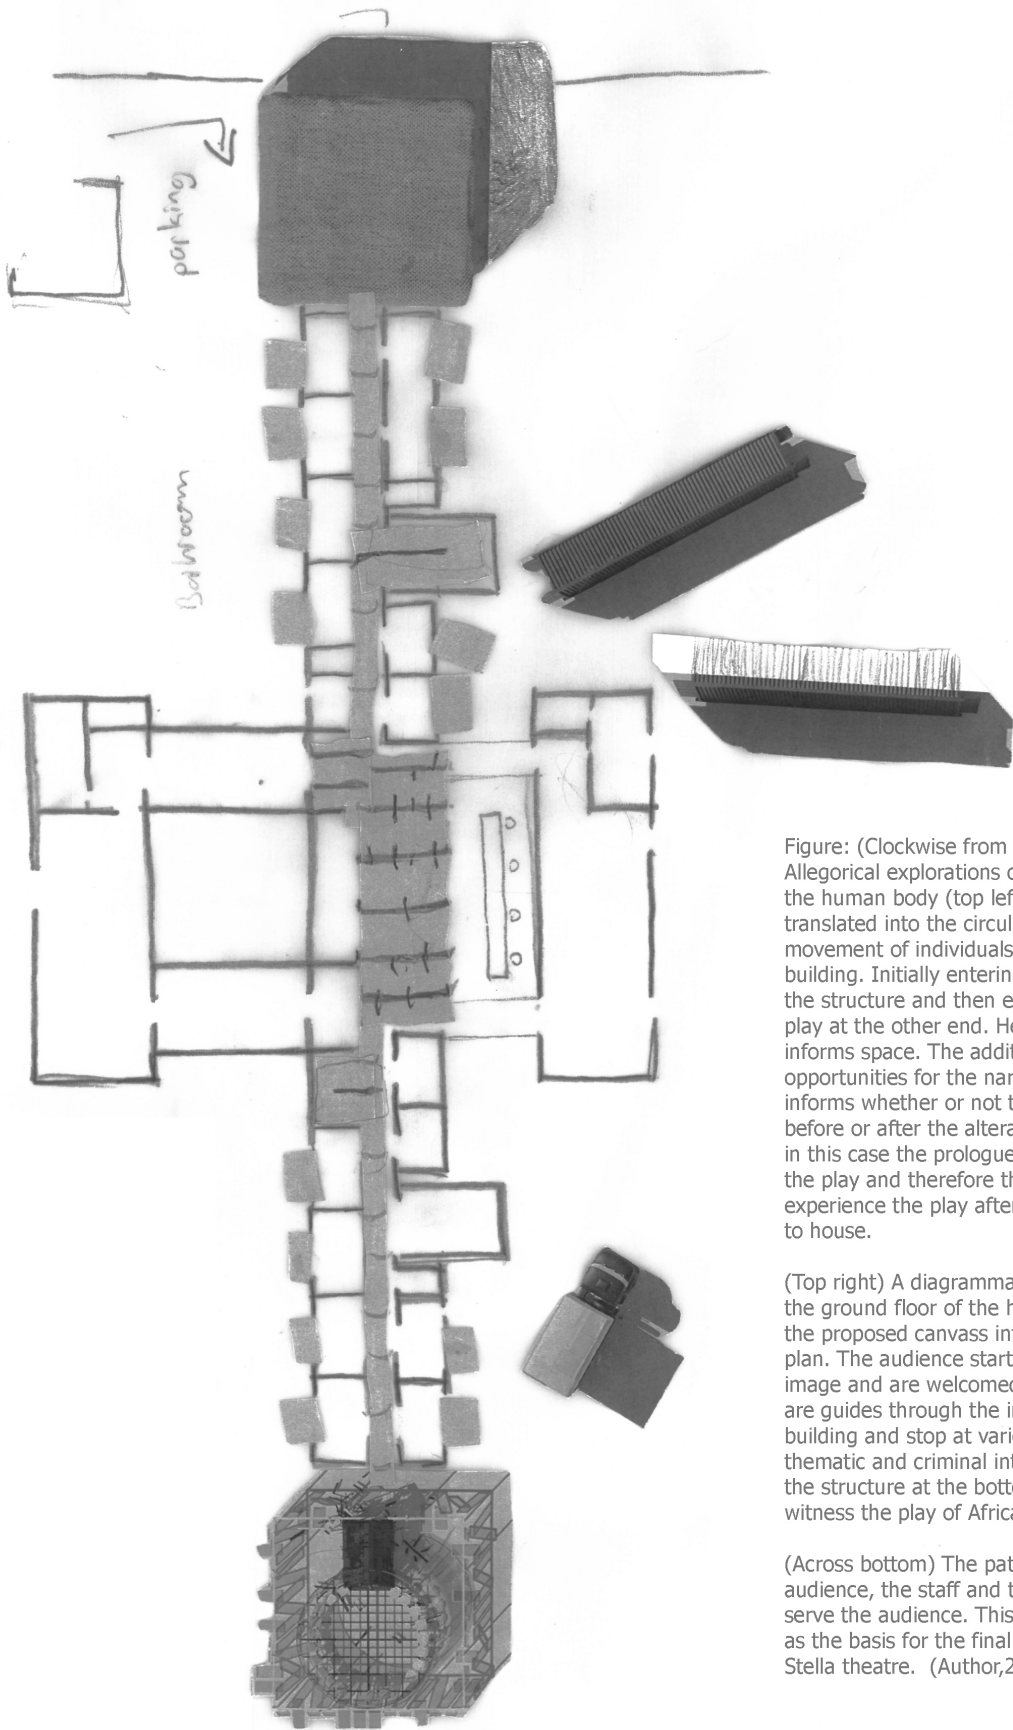 parking
Bathroom
Figure: (Clockwise from
Allegorical explorations o
the human body (top lef
translated into the circul
movement of individuals
building. Initially enterin
the structure and then e
play at the other end. He
informs space. The addit
opportunities for the nar
informs whether or not t
before or after the altera
in this case the prologue
the play and therefore th
experience the play after
to house.
(Top right) A diagramma
the ground floor of the h
the proposed canvass int
plan. The audience start
image and are welcomed
are guides through the i
building and stop at vari
thematic and criminal int
the structure at the bott
witness the play of Africa
(Across bottom) The pat
audience, the staff and t
serve the audience. This
as the basis for the final
Stella theatre. (Author,2